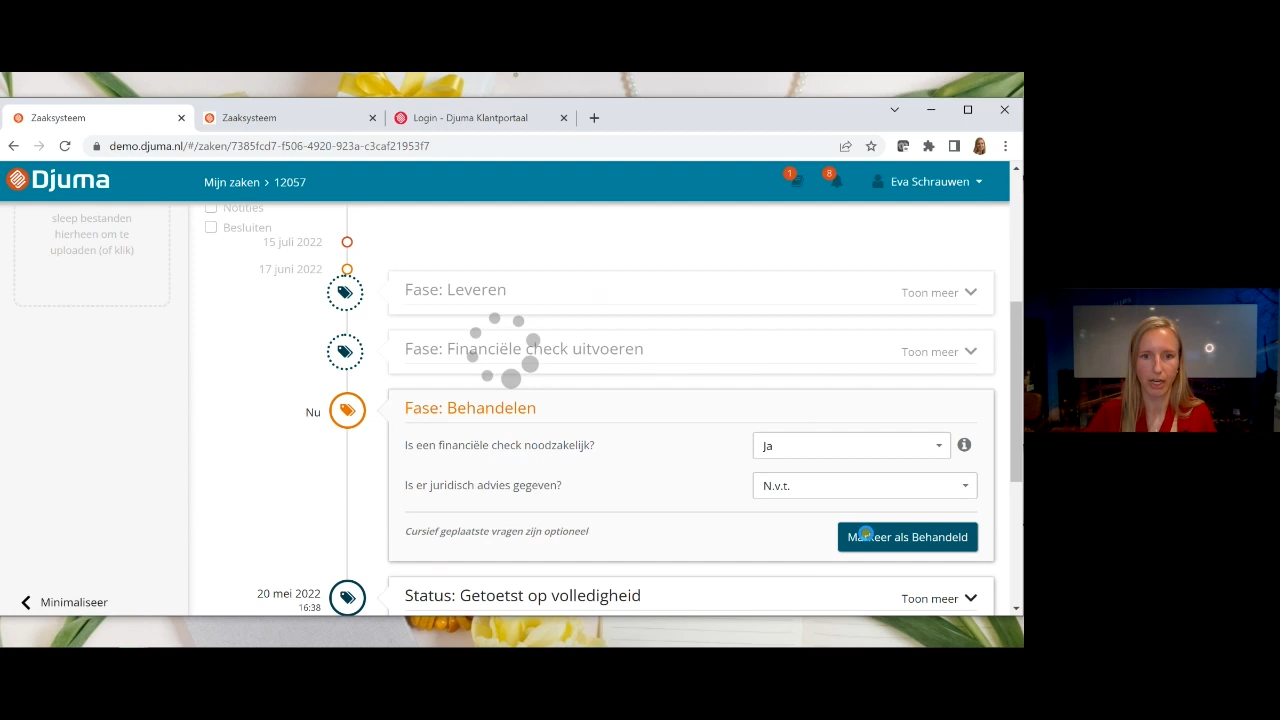 Zaaksysteem
Zaaksysteem
Login - Djuma Klantportaal
demo.djuma.nl/#/zaken/7385fcd7-f506-4920-923a-c3caf21953f7
Djuma
Mijn zaken > 12057
1
8
Eva Schrauwen
sleep bestanden
hierheen om te
uploaden (of klik)
Notities
Besluiten
15 juli 2022
17 juni 2022
Fase: Leveren
Toon meer
Fase: Financiële check uitvoeren
Toon meer
Nu
Fase: Behandelen
Is een financiële check noodzakelijk?
Ja
Is er juridisch advies gegeven?
N.v.t.
Cursief geplaatste vragen zijn optioneel
Markeer als Behandeld
20 mei 2022
16:38
Status: Getoetst op volledigheid
Toon meer
Minimaliseer